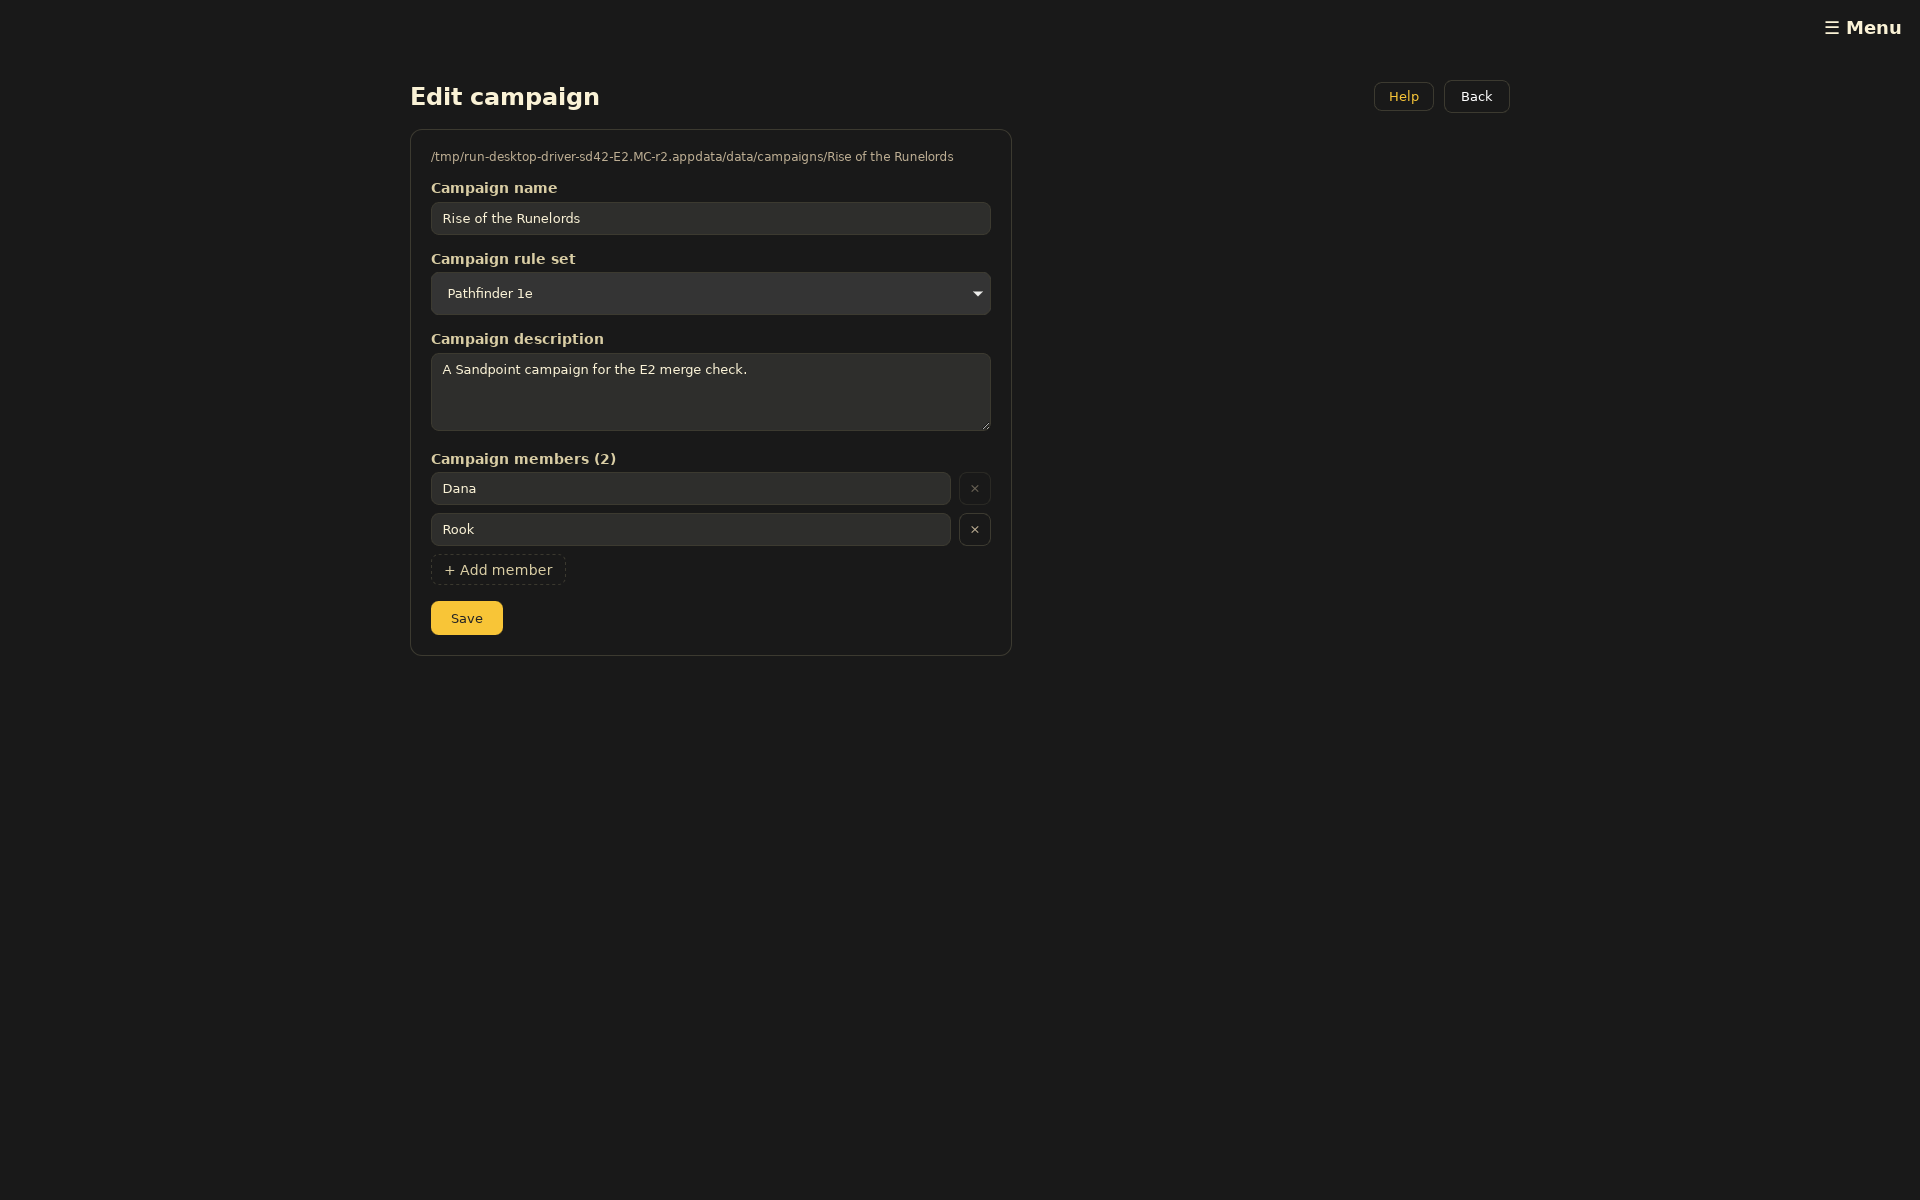 ☰ Menu
Edit campaign
Help
Back
/tmp/run-desktop-driver-sd42-E2.MC-r2.appdata/data/campaigns/Rise of the Runelords
Campaign name
Rise of the Runelords
Campaign rule set
Pathfinder 1e
Campaign description
A Sandpoint campaign for the E2 merge check.
Campaign members (2)
Dana ×
Rook ×
+ Add member
Save